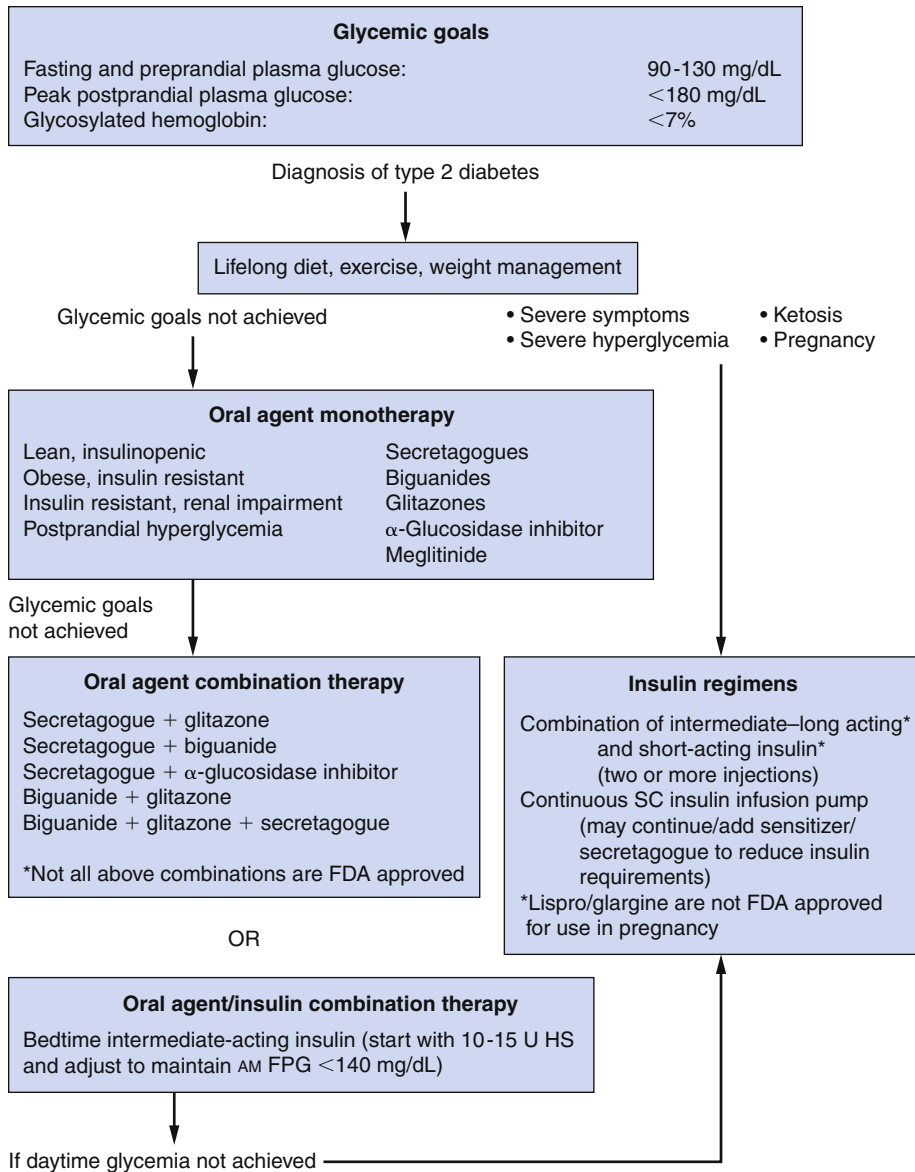 Glycemic goals
Fasting and preprandial plasma glucose: 90-130 mg/dL
Peak postprandial plasma glucose: <180 mg/dL
Glycosylated hemoglobin: <7%
Diagnosis of type 2 diabetes
Lifelong diet, exercise, weight management
Glycemic goals not achieved
• Severe symptoms • Ketosis
• Severe hyperglycemia • Pregnancy
Oral agent monotherapy
Lean, insulinopenic Secretagogues
Obese, insulin resistant Biguanides
Insulin resistant, renal impairment Glitazones
Postprandial hyperglycemia α-Glucosidase inhibitor
Meglitinide
Glycemic goals
not achieved
Oral agent combination therapy
Secretagogue + glitazone
Secretagogue + biguanide
Secretagogue + α-glucosidase inhibitor
Biguanide + glitazone
Biguanide + glitazone + secretagogue
*Not all above combinations are FDA approved
Insulin regimens
Combination of intermediate–long acting*
and short-acting insulin*
(two or more injections)
Continuous SC insulin infusion pump
(may continue/add sensitizer/
secretagogue to reduce insulin
requirements)
*Lispro/glargine are not FDA approved
for use in pregnancy
OR
Oral agent/insulin combination therapy
Bedtime intermediate-acting insulin (start with 10-15 U HS
and adjust to maintain AM FPG <140 mg/dL)
If daytime glycemia not achieved